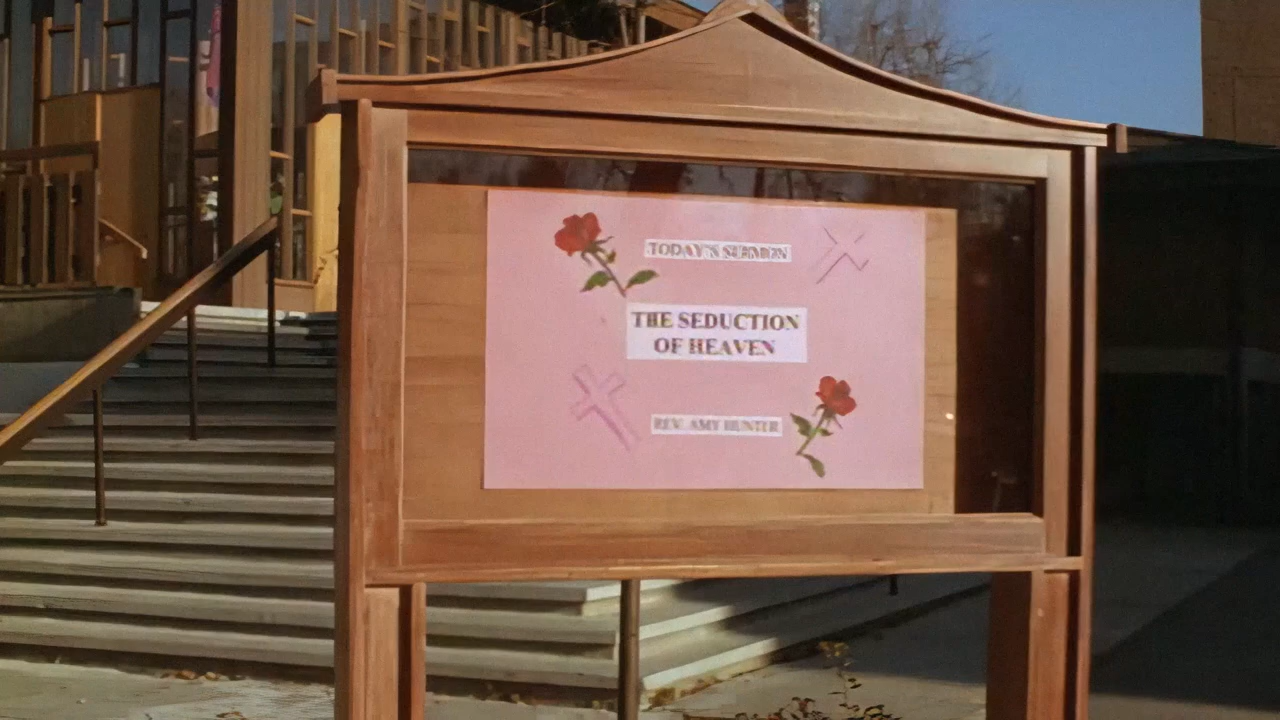 TODAY'S SERMON
THE SEDUCTION
OF HEAVEN
REV. AMY HUNTER